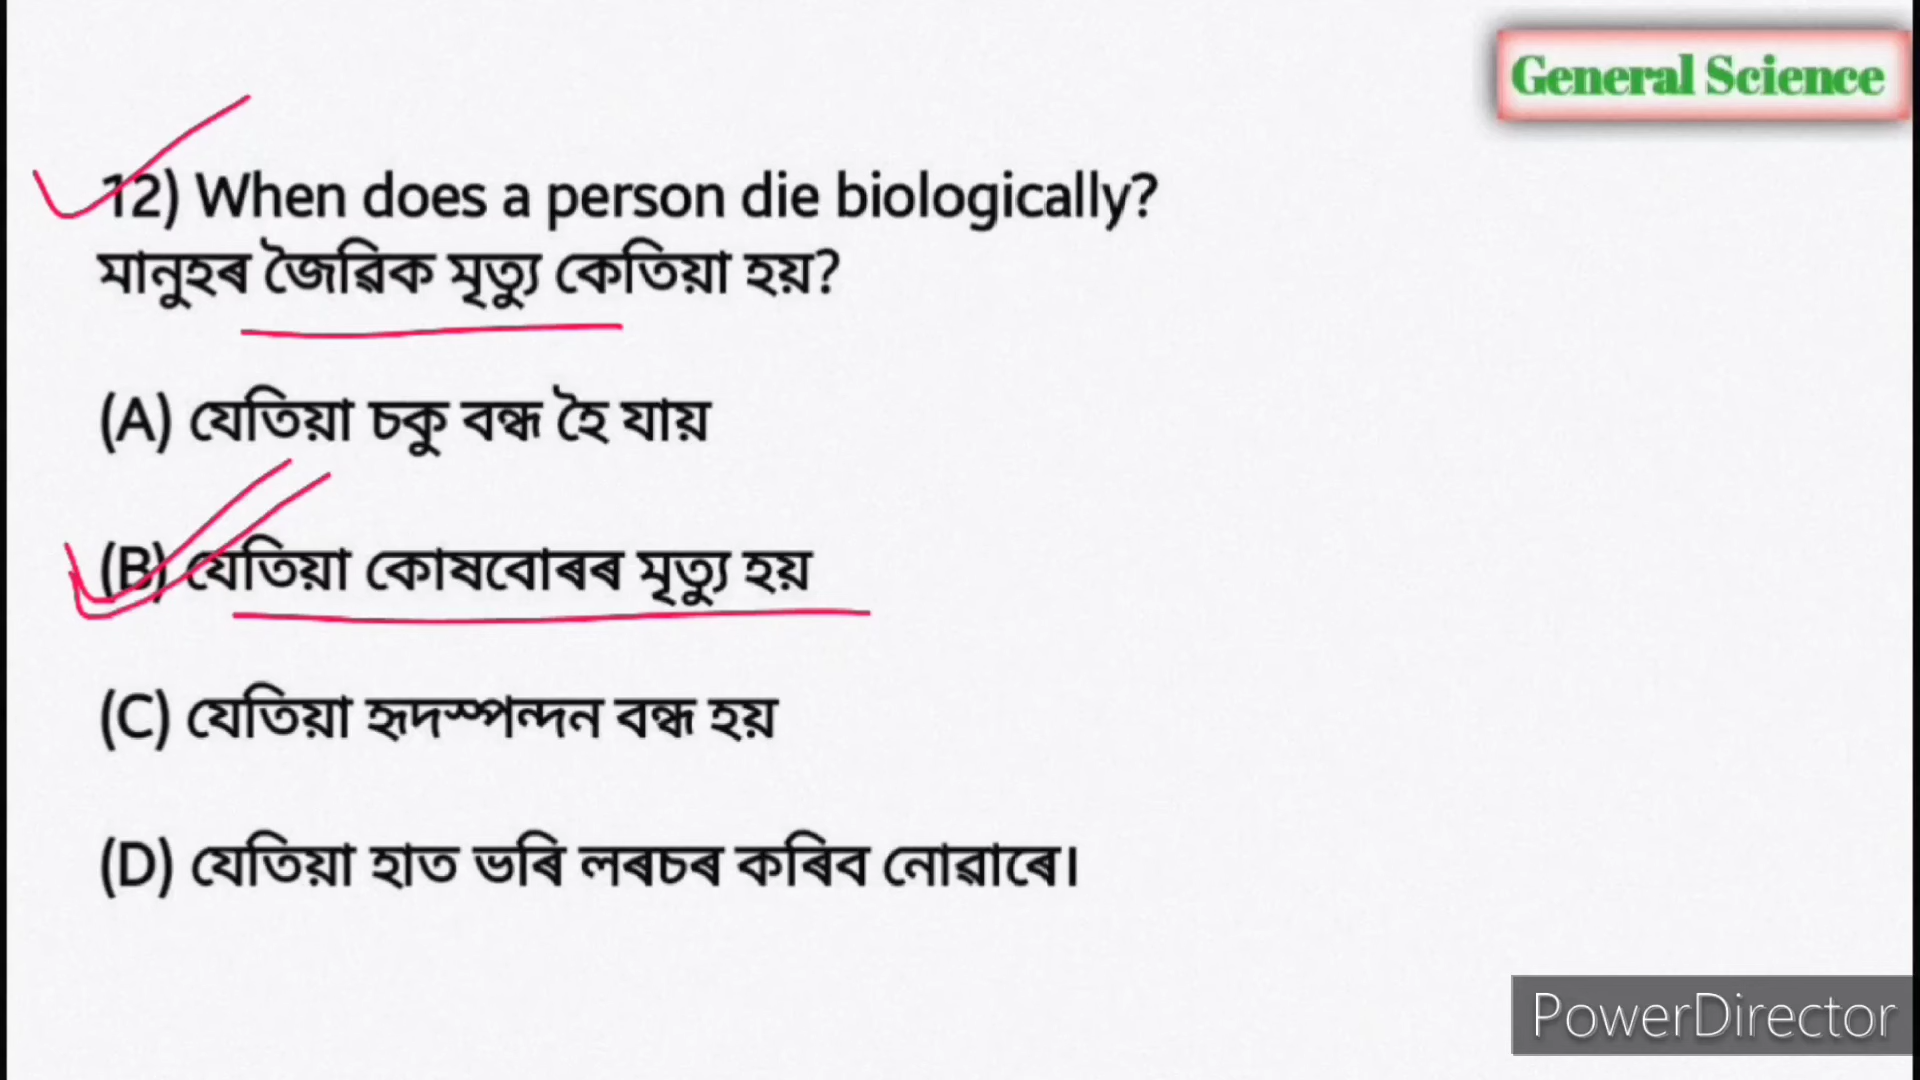 General Science
12) When does a person die biologically?
মানুহৰ জৈৱিক মৃত্যু কেতিয়া হয়?
(A) যেতিয়া চকু বন্ধ হৈ যায়
(B) যেতিয়া কোষবোৰৰ মৃত্যু হয়
(C) যেতিয়া হৃদস্পন্দন বন্ধ হয়
(D) যেতিয়া হাত ভৰি লৰচৰ কৰিব নোৱাৰে।
PowerDirector